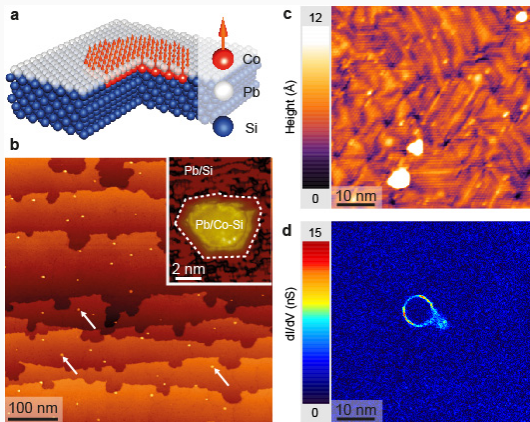 a
Co
Pb
Si
b
Pb/Si
Pb/Co-Si
2 nm
100 nm
c
12
Height (Å)
0
10 nm
d
15
dI/dV (nS)
0
10 nm